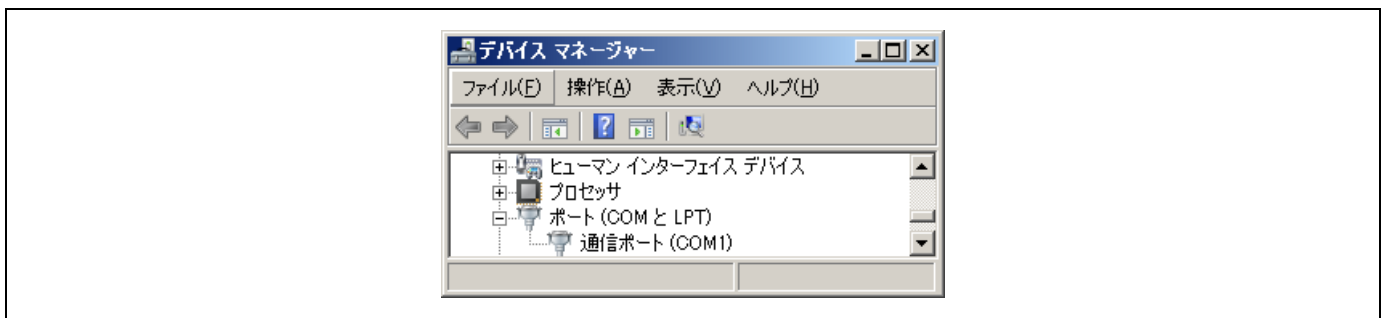 デバイス マネージャー
ファイル(F) 操作(A) 表示(V) ヘルプ(H)
ヒューマン インターフェイス デバイス
プロセッサ
ポート (COM と LPT)
通信ポート (COM1)